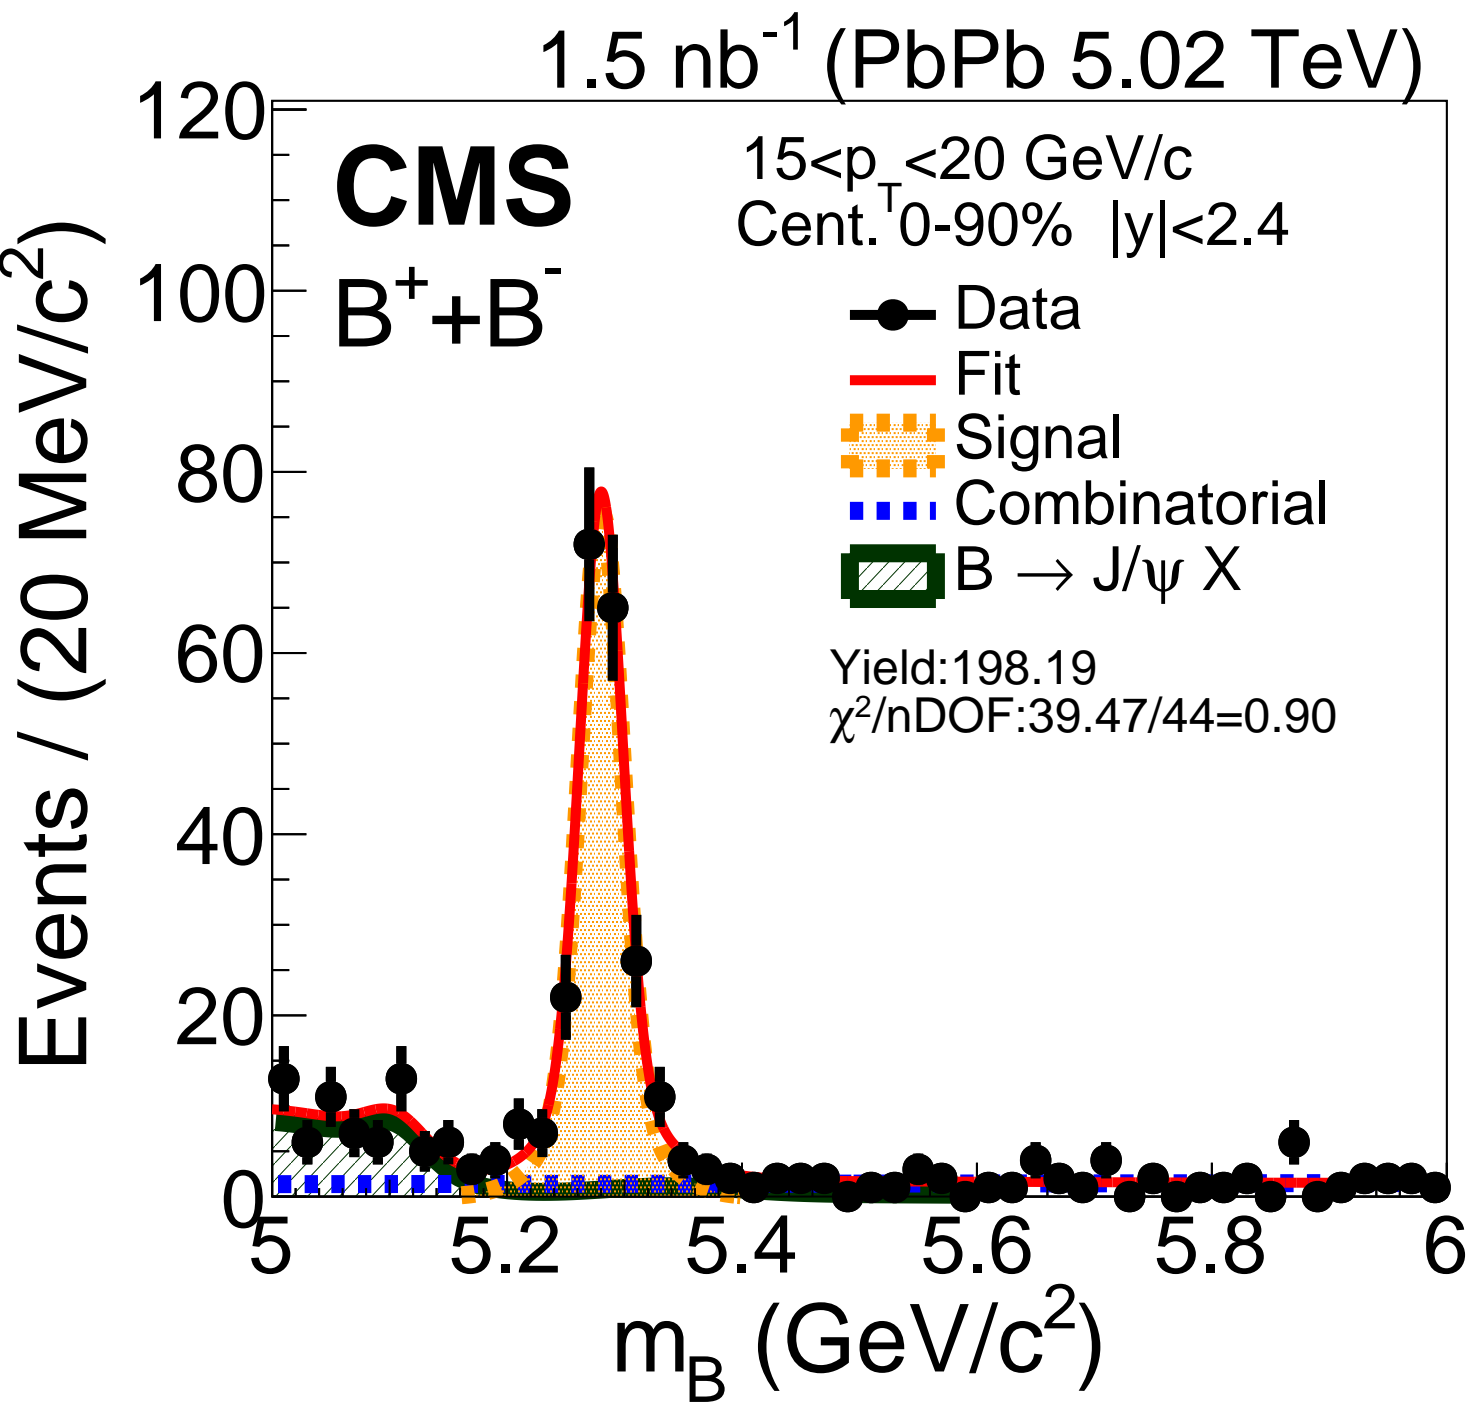 1.5 nb⁻¹ (PbPb 5.02 TeV)
CMS
B⁺+B⁻
15<p_T<20 GeV/c
Cent. 0-90% |y|<2.4
Data
Fit
Signal
Combinatorial
B → J/ψ X
Yield:198.19
χ²/nDOF:39.47/44=0.90
Events / (20 MeV/c²)
120
100
80
60
40
20
0
5 5.2 5.4 5.6 5.8 6
m_B (GeV/c²)